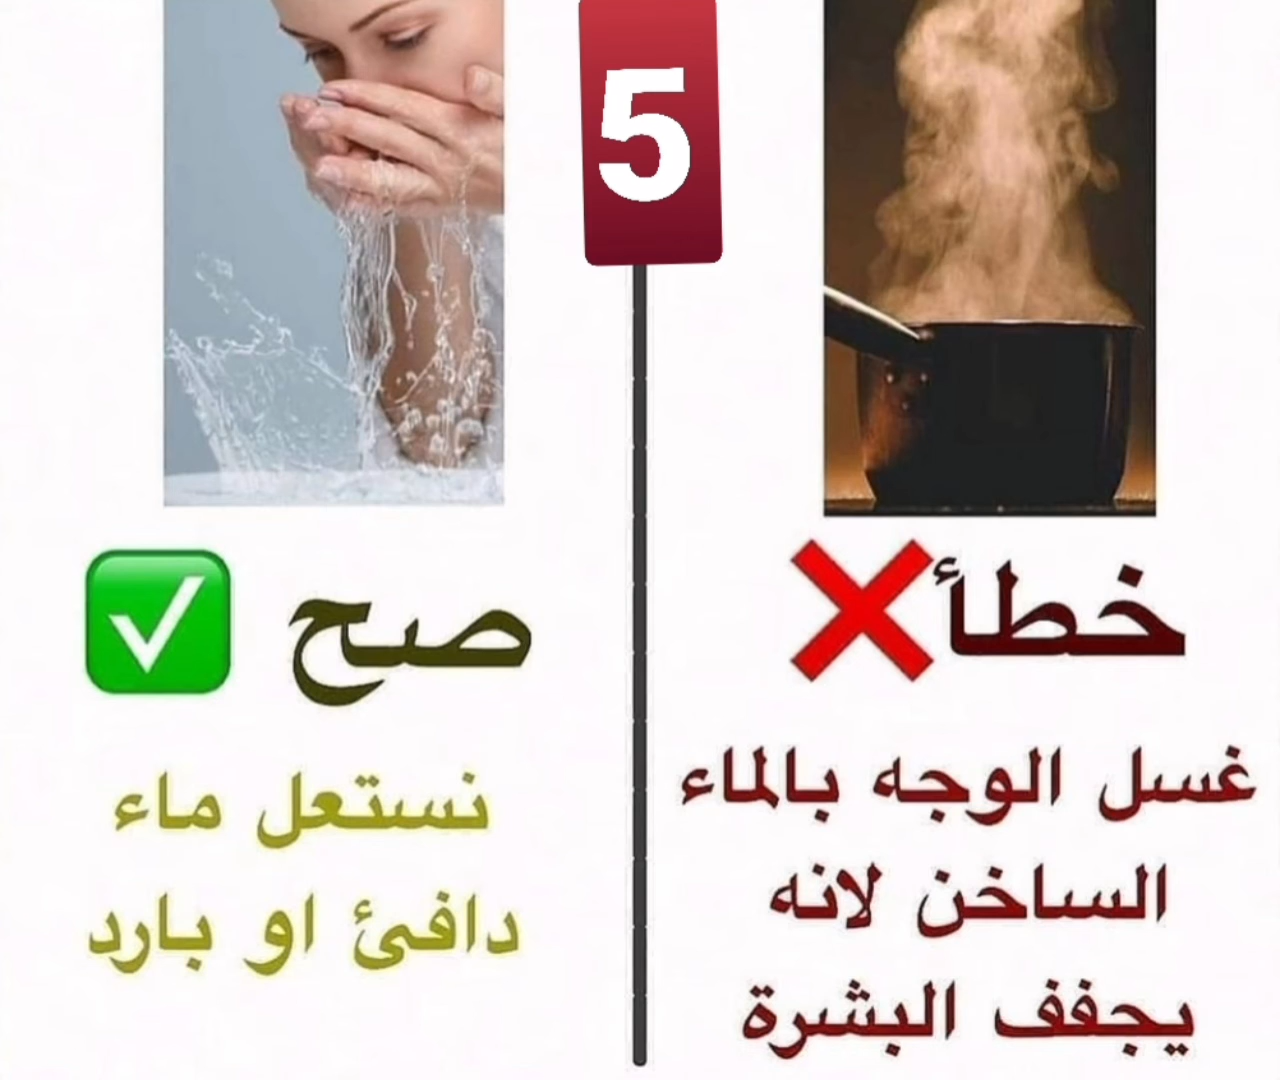 5
خطأ
غسل الوجه بالماء
الساخن لانه
يجفف البشرة
صح
نستعل ماء
دافئ او بارد